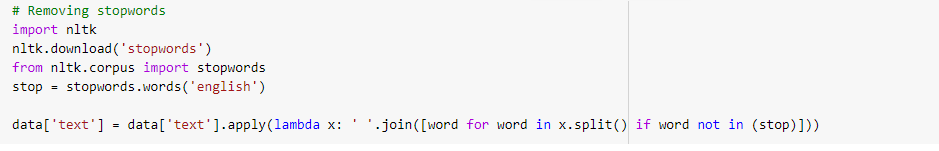 # Removing stopwords
import nltk
nltk.download('stopwords')
from nltk.corpus import stopwords
stop = stopwords.words('english')
data['text'] = data['text'].apply(lambda x: ' '.join([word for word in x.split() if word not in (stop)]))